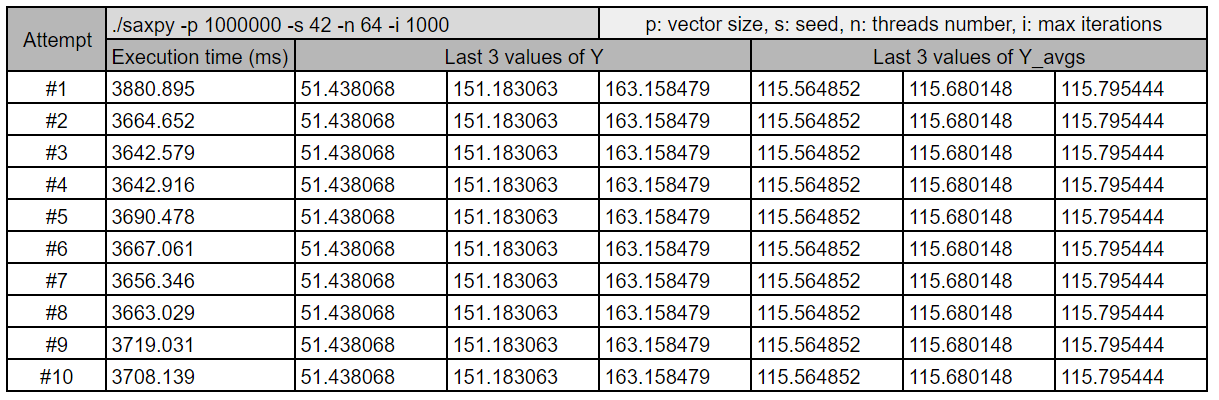 Attempt ./saxpy -p 1000000 -s 42 -n 64 -i 1000 p: vector size, s: seed, n: threads number, i: max iterations
Execution time (ms) Last 3 values of Y Last 3 values of Y_avgs
#1 3880.895 51.438068 151.183063 163.158479 115.564852 115.680148 115.795444
#2 3664.652 51.438068 151.183063 163.158479 115.564852 115.680148 115.795444
#3 3642.579 51.438068 151.183063 163.158479 115.564852 115.680148 115.795444
#4 3642.916 51.438068 151.183063 163.158479 115.564852 115.680148 115.795444
#5 3690.478 51.438068 151.183063 163.158479 115.564852 115.680148 115.795444
#6 3667.061 51.438068 151.183063 163.158479 115.564852 115.680148 115.795444
#7 3656.346 51.438068 151.183063 163.158479 115.564852 115.680148 115.795444
#8 3663.029 51.438068 151.183063 163.158479 115.564852 115.680148 115.795444
#9 3719.031 51.438068 151.183063 163.158479 115.564852 115.680148 115.795444
#10 3708.139 51.438068 151.183063 163.158479 115.564852 115.680148 115.795444